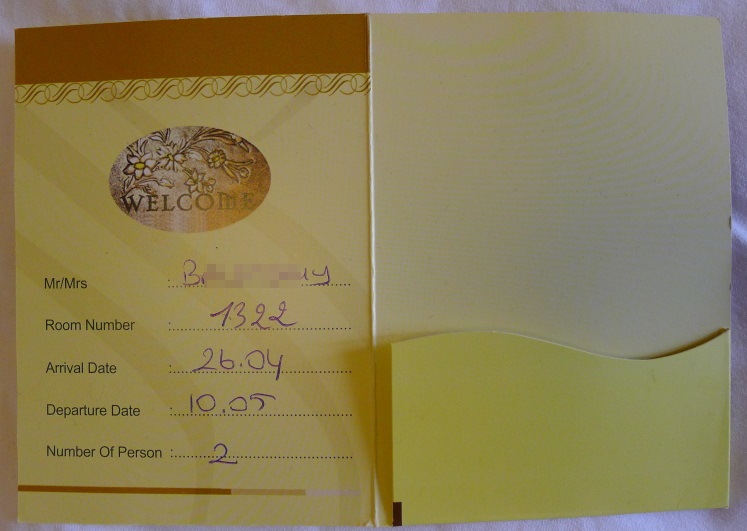 WELCOME
Mr/Mrs :
Room Number : 1322
Arrival Date : 26.04
Departure Date : 10.05
Number Of Person : 2